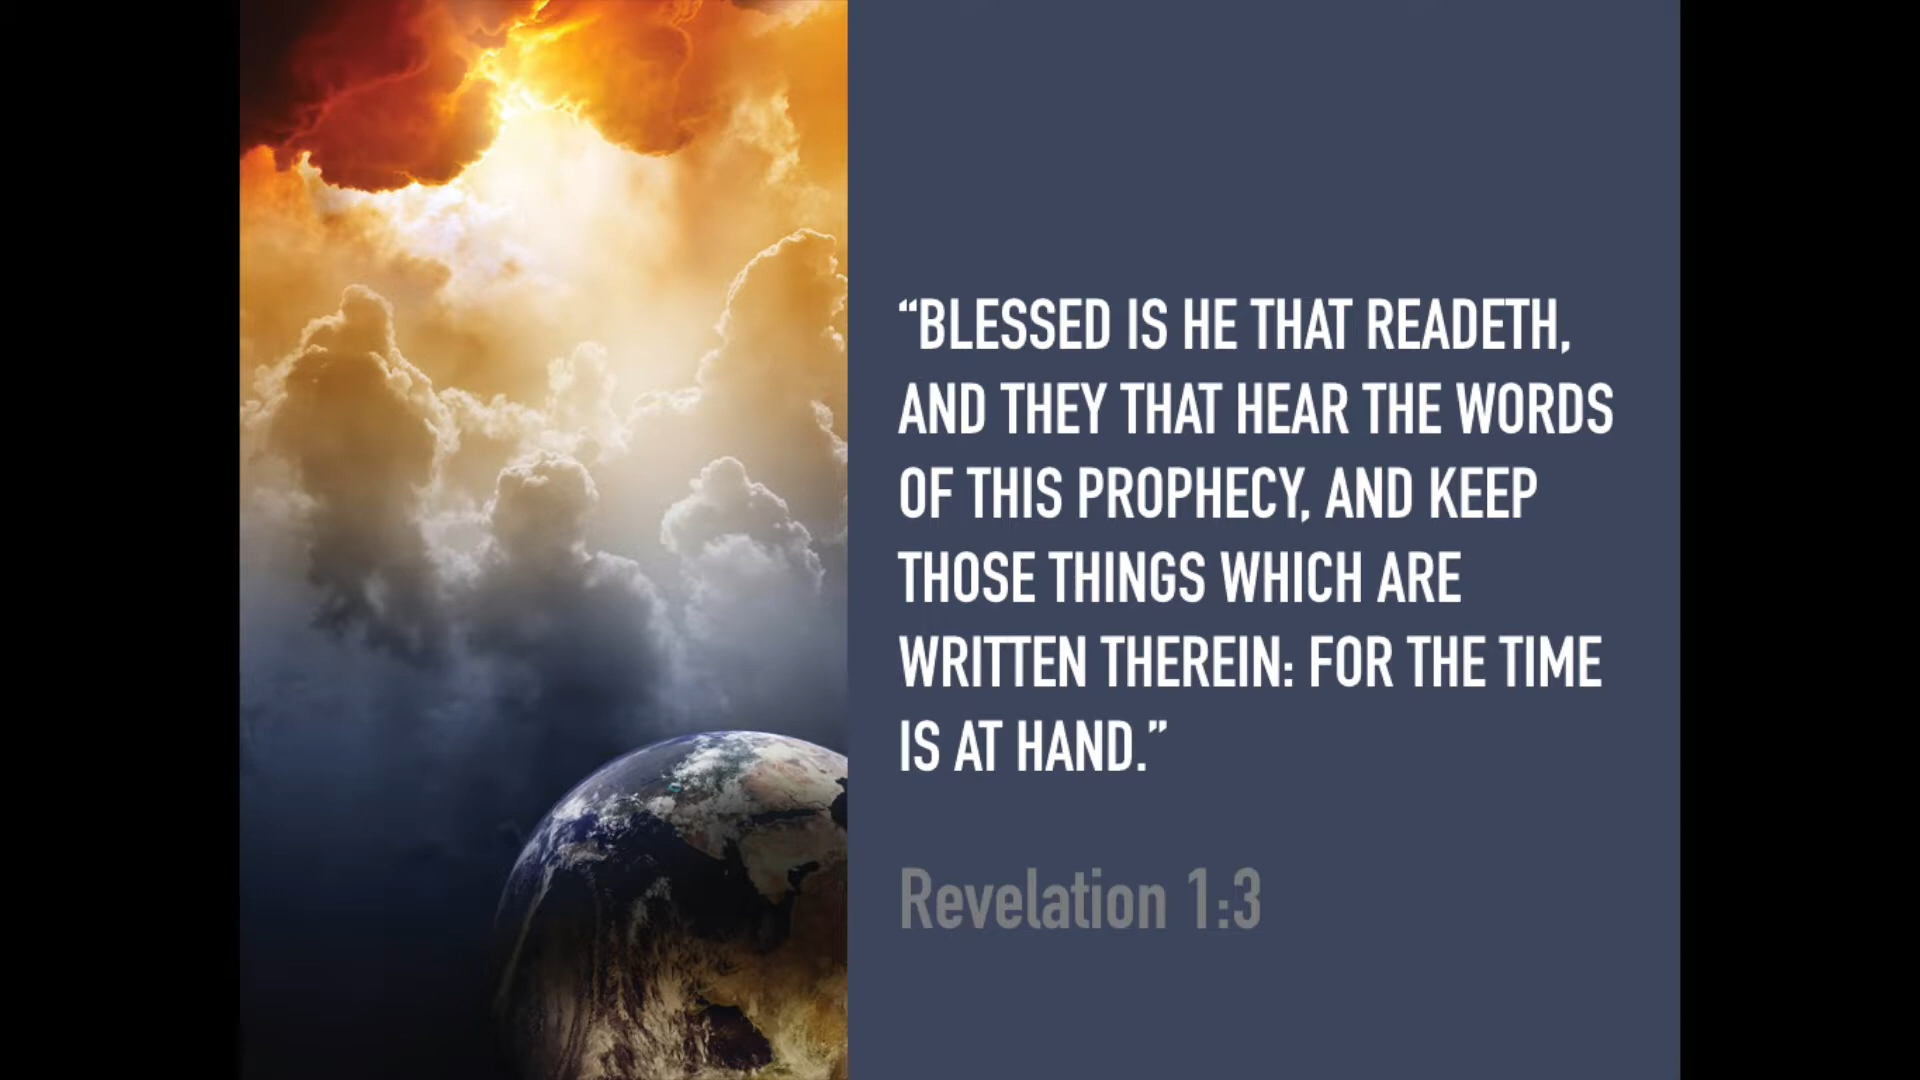 “BLESSED IS HE THAT READETH,
AND THEY THAT HEAR THE WORDS
OF THIS PROPHECY, AND KEEP
THOSE THINGS WHICH ARE
WRITTEN THEREIN: FOR THE TIME
IS AT HAND.”
Revelation 1:3